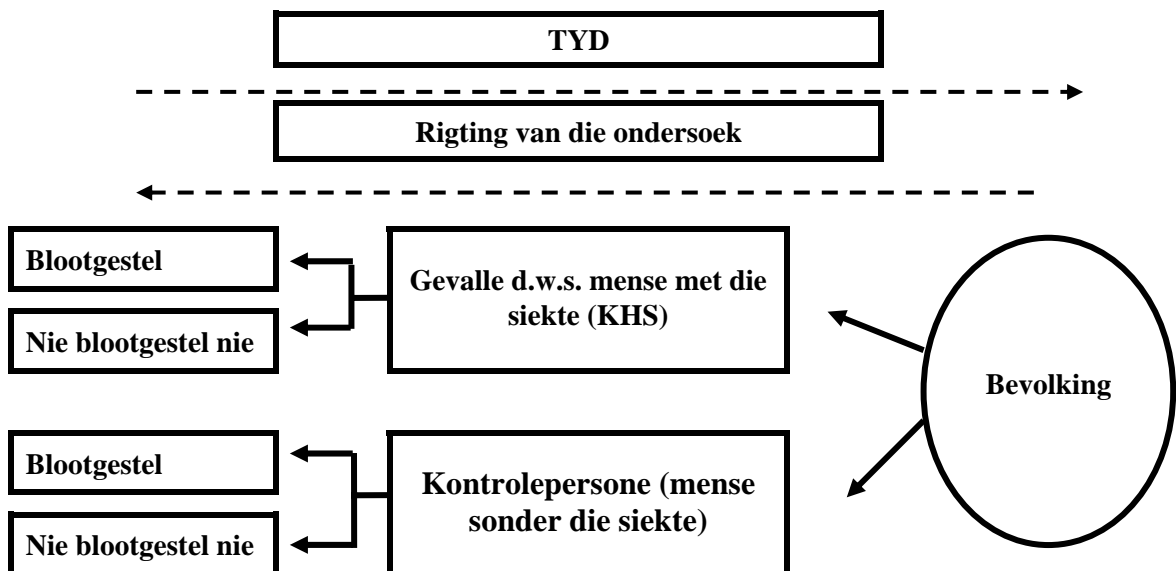 TYD
Rigting van die ondersoek
Blootgestel
Nie blootgestel nie
Gevalle d.w.s. mense met die
siekte (KHS)
Bevolking
Blootgestel
Nie blootgestel nie
Kontrolepersone (mense
sonder die siekte)